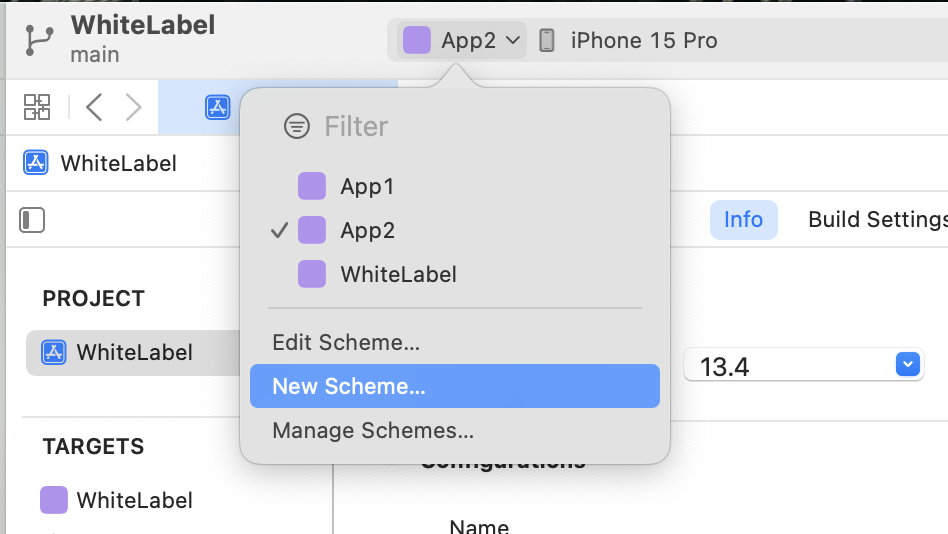 WhiteLabel
main
App2
iPhone 15 Pro
WhiteLabel
Filter
App1
App2
WhiteLabel
Edit Scheme...
New Scheme...
Manage Schemes...
Info
Build Settings
PROJECT
WhiteLabel
13.4
TARGETS
WhiteLabel
Configurations
Name